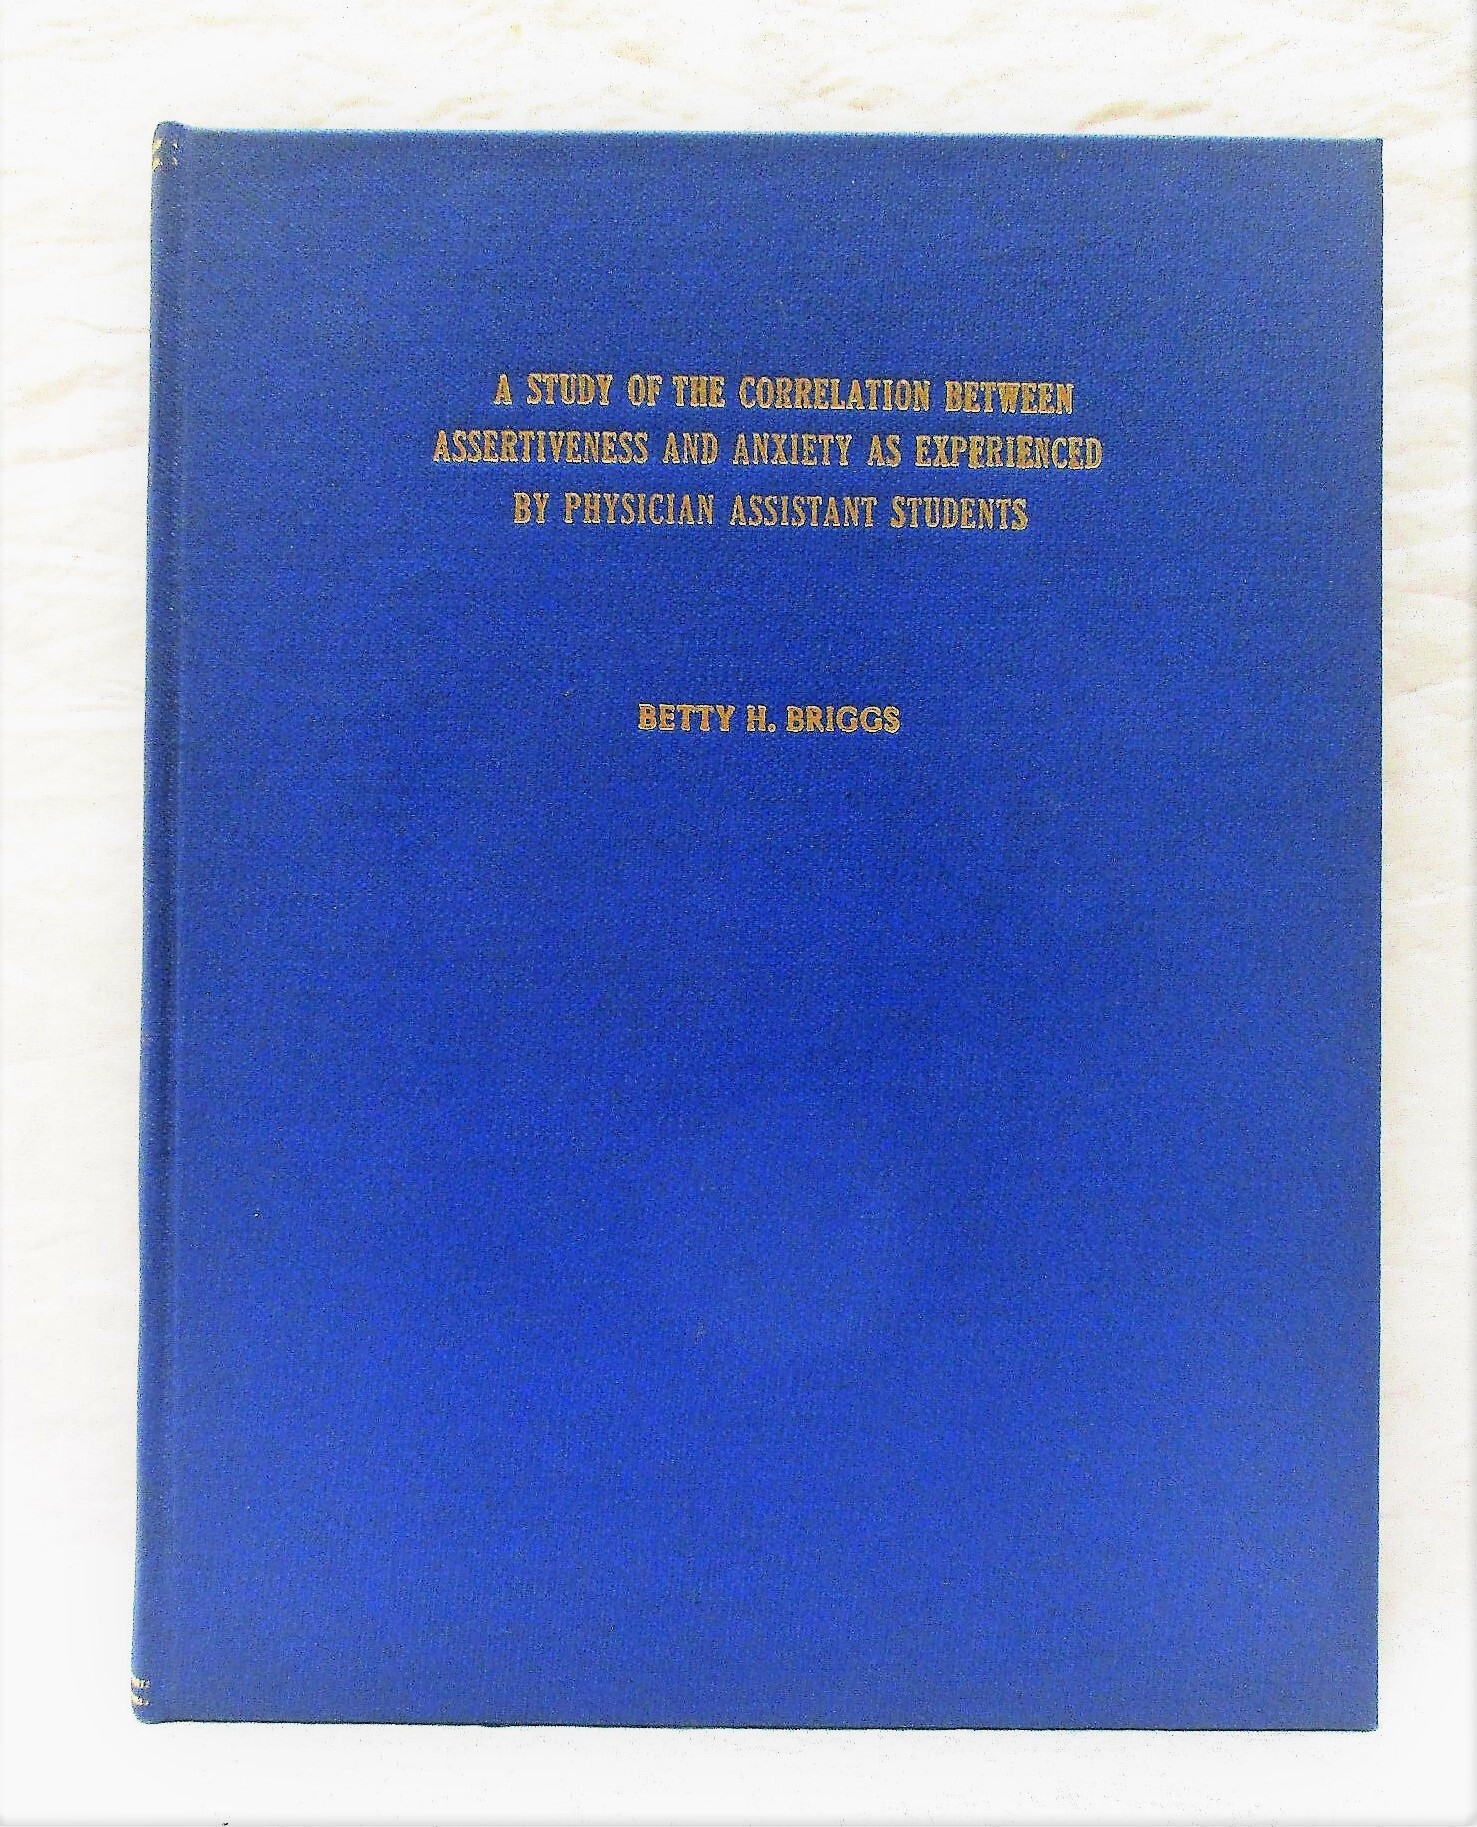 A STUDY OF THE CORRELATION BETWEEN
ASSERTIVENESS AND ANXIETY AS EXPERIENCED
BY PHYSICIAN ASSISTANT STUDENTS
BETTY H. BRIGGS